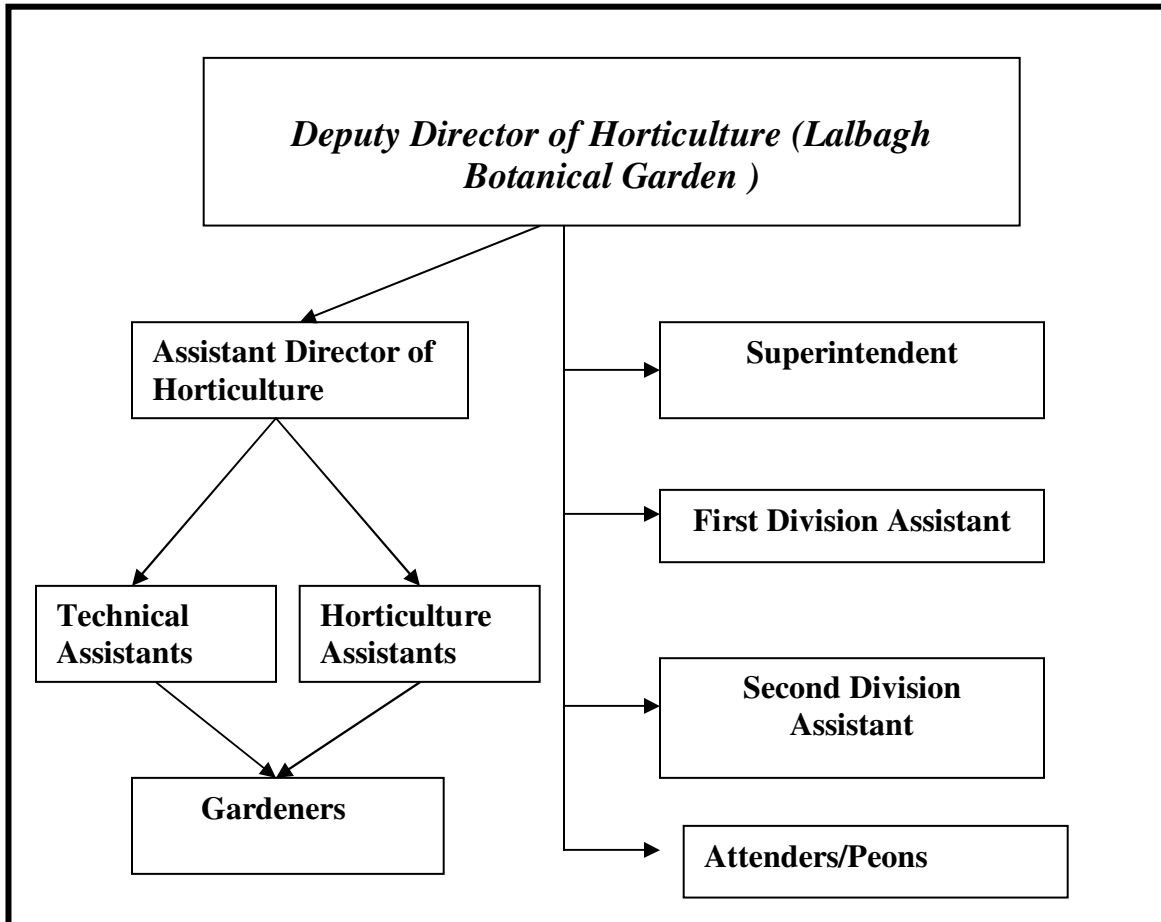 Deputy Director of Horticulture (Lalbagh
Botanical Garden )
Assistant Director of
Horticulture
Superintendent
First Division Assistant
Technical
Assistants
Horticulture
Assistants
Second Division
Assistant
Gardeners
Attenders/Peons